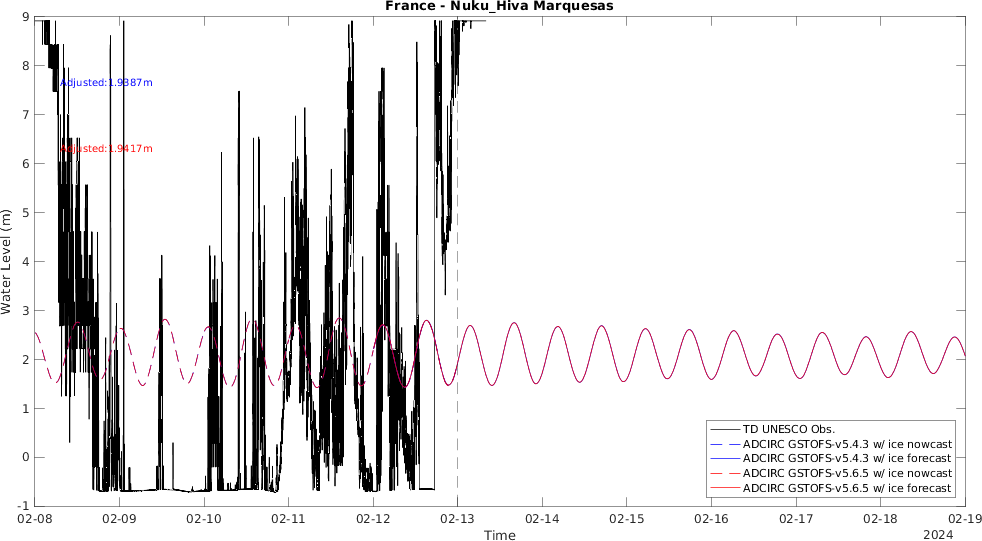 France - Nuku_Hiva Marquesas
9
8
7
6
5
4
3
2
1
0
-1
Water Level (m)
Adjusted:1.9387m
Adjusted:1.9417m
TD UNESCO Obs.
ADCIRC GSTOFS-v5.4.3 w/ ice nowcast
ADCIRC GSTOFS-v5.4.3 w/ ice forecast
ADCIRC GSTOFS-v5.6.5 w/ ice nowcast
ADCIRC GSTOFS-v5.6.5 w/ ice forecast
02-08 02-09 02-10 02-11 02-12 02-13 02-14 02-15 02-16 02-17 02-18 02-19
Time
2024